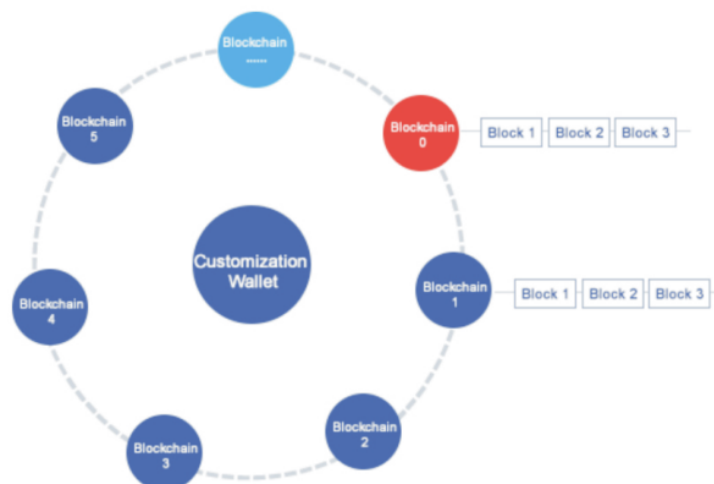 Blockchain
......
Blockchain
0
Block 1
Block 2
Block 3
Blockchain
5
Customization
Wallet
Blockchain
1
Block 1
Block 2
Block 3
Blockchain
4
Blockchain
2
Blockchain
3